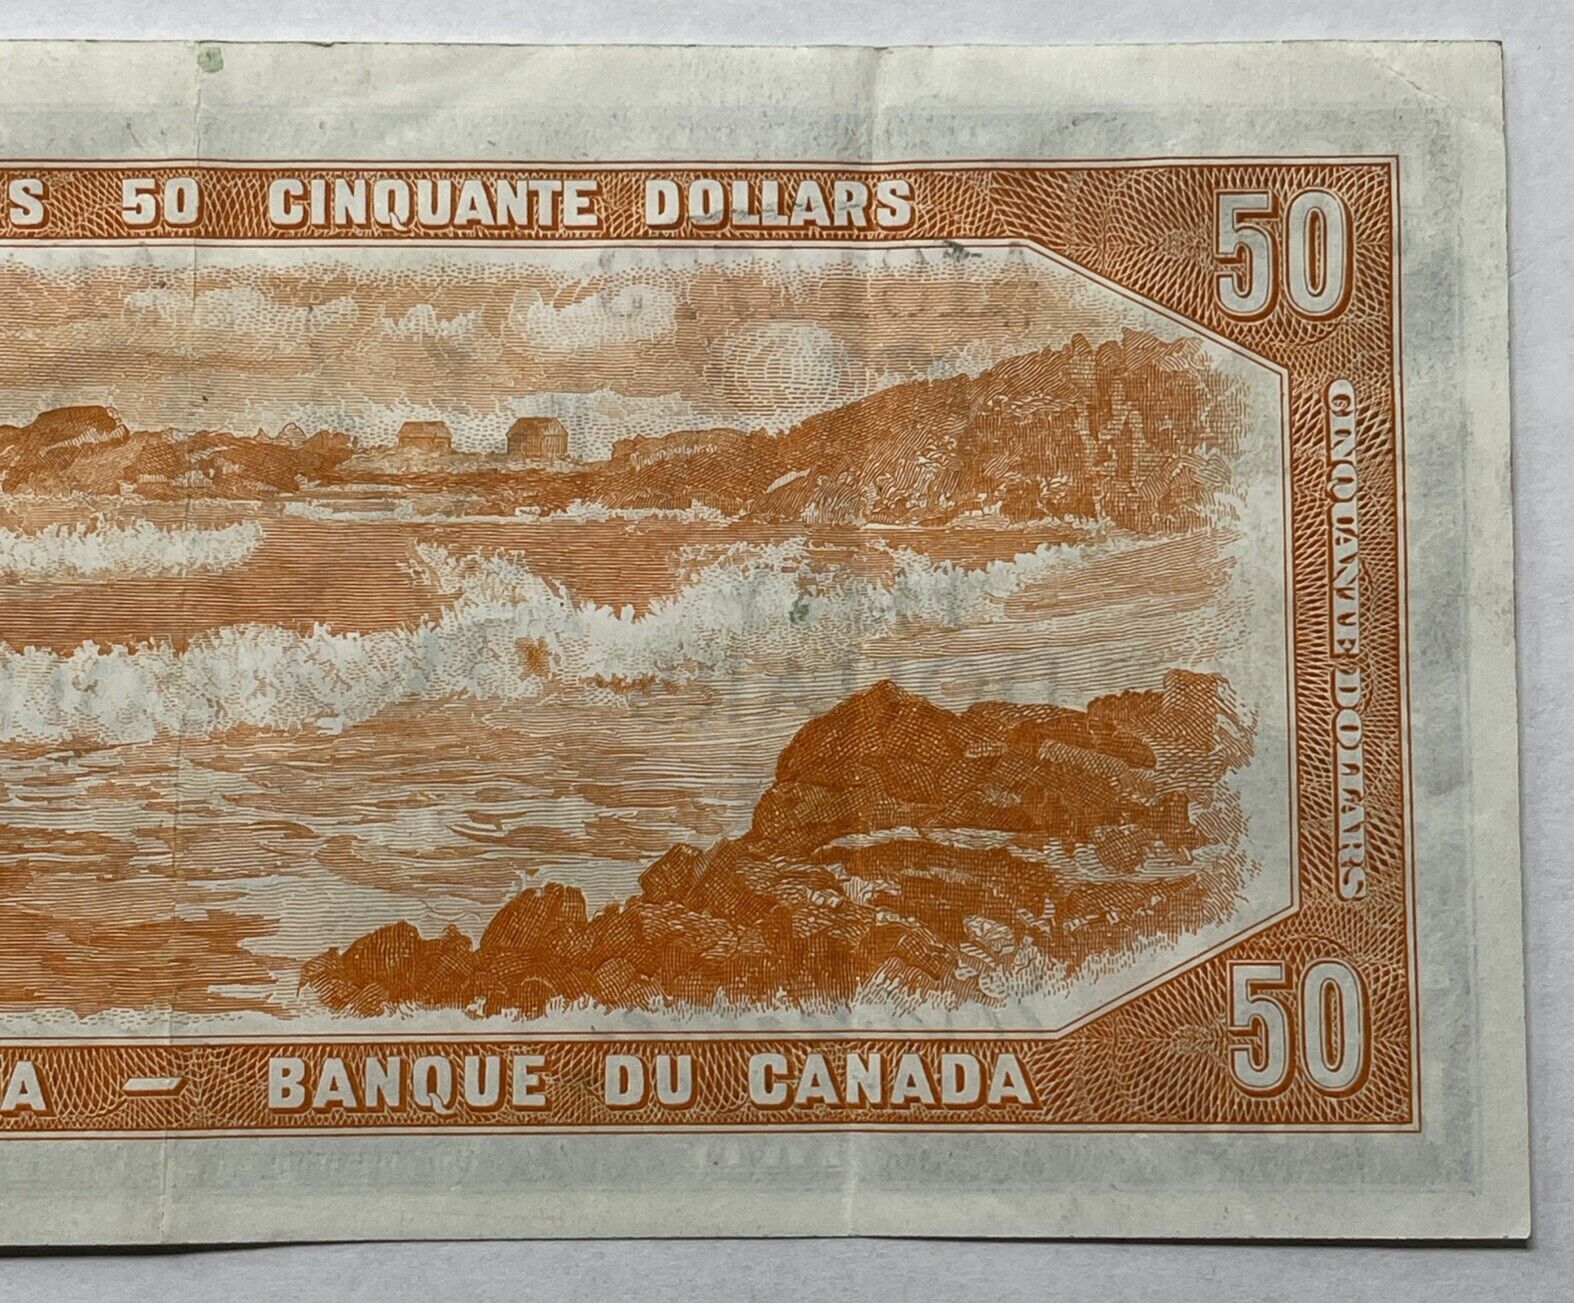 S 50 CINQUANTE DOLLARS
50
CINQUANTE DOLLARS
50
A – BANQUE DU CANADA